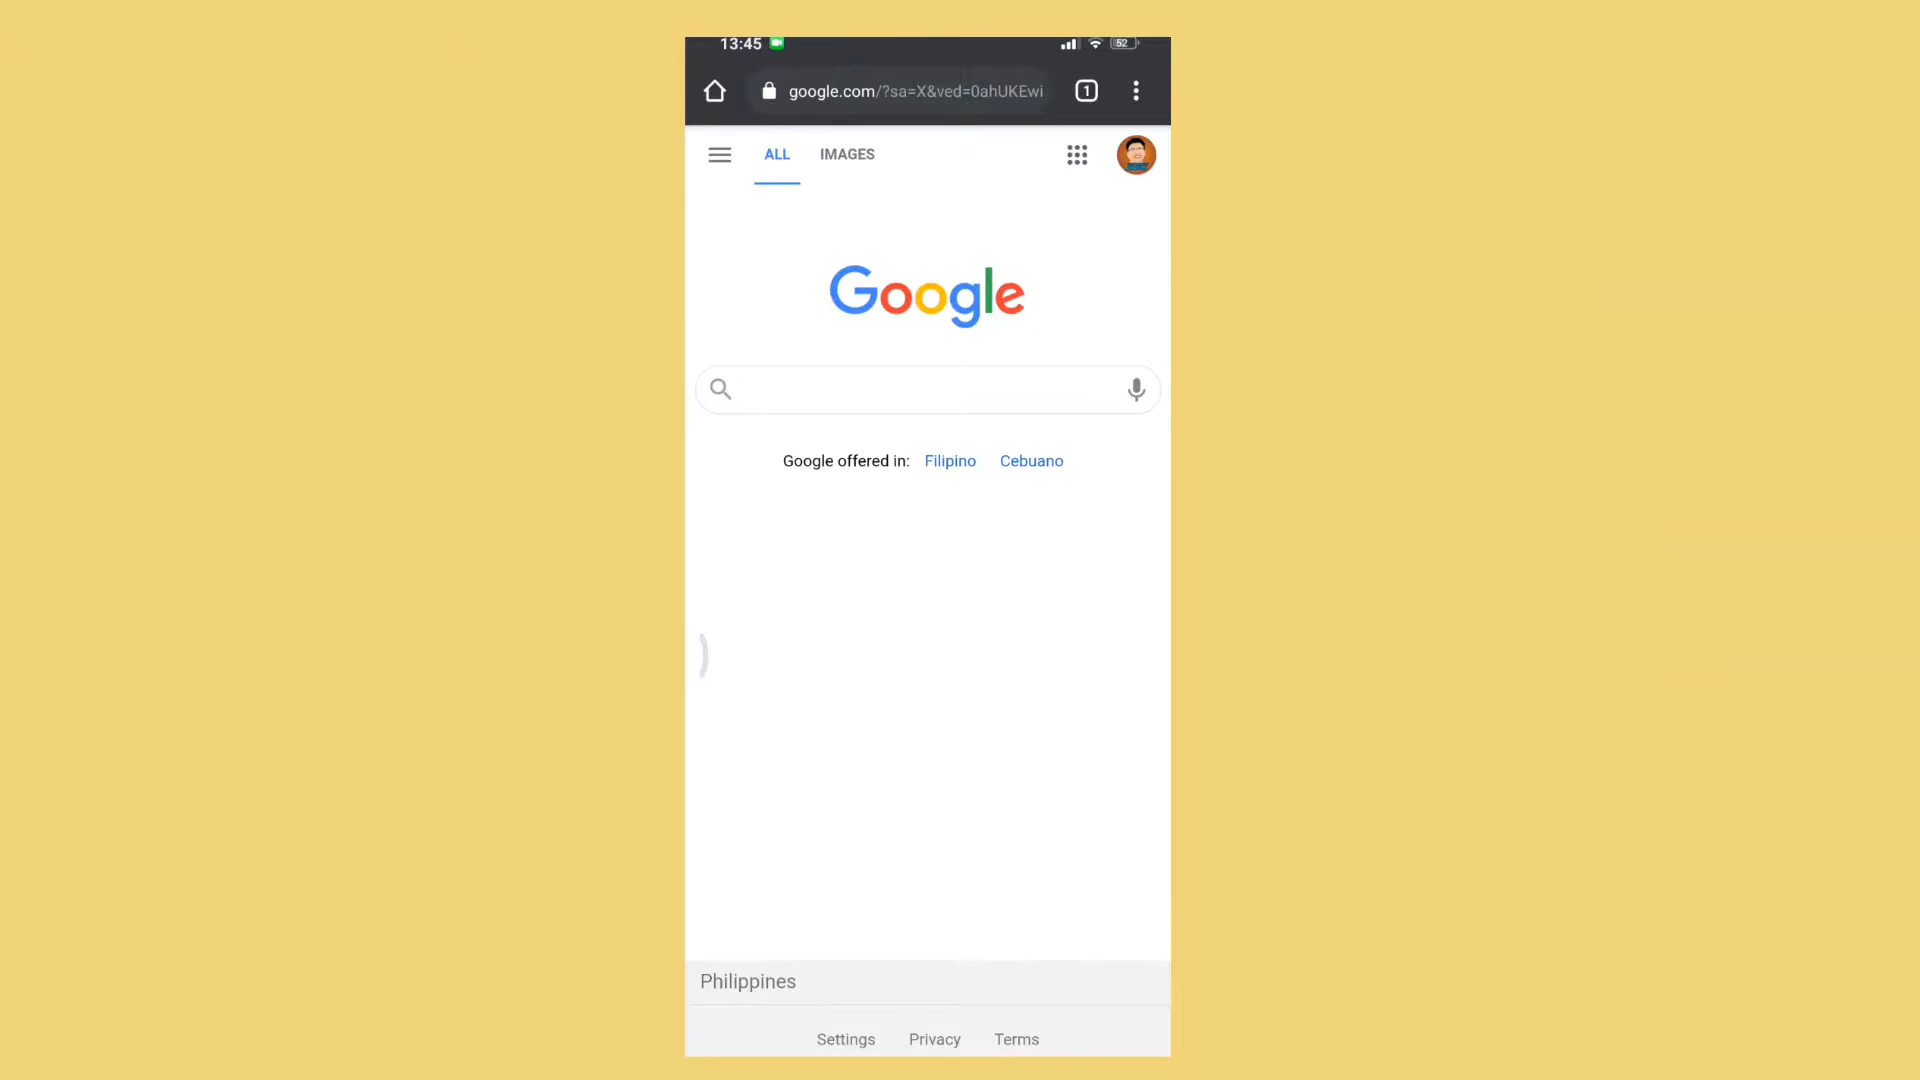 13:45 52
google.com/?sa=X&ved=0ahUKEwi 1
ALL IMAGES
Google
Google offered in: Filipino Cebuano
Philippines
Settings Privacy Terms